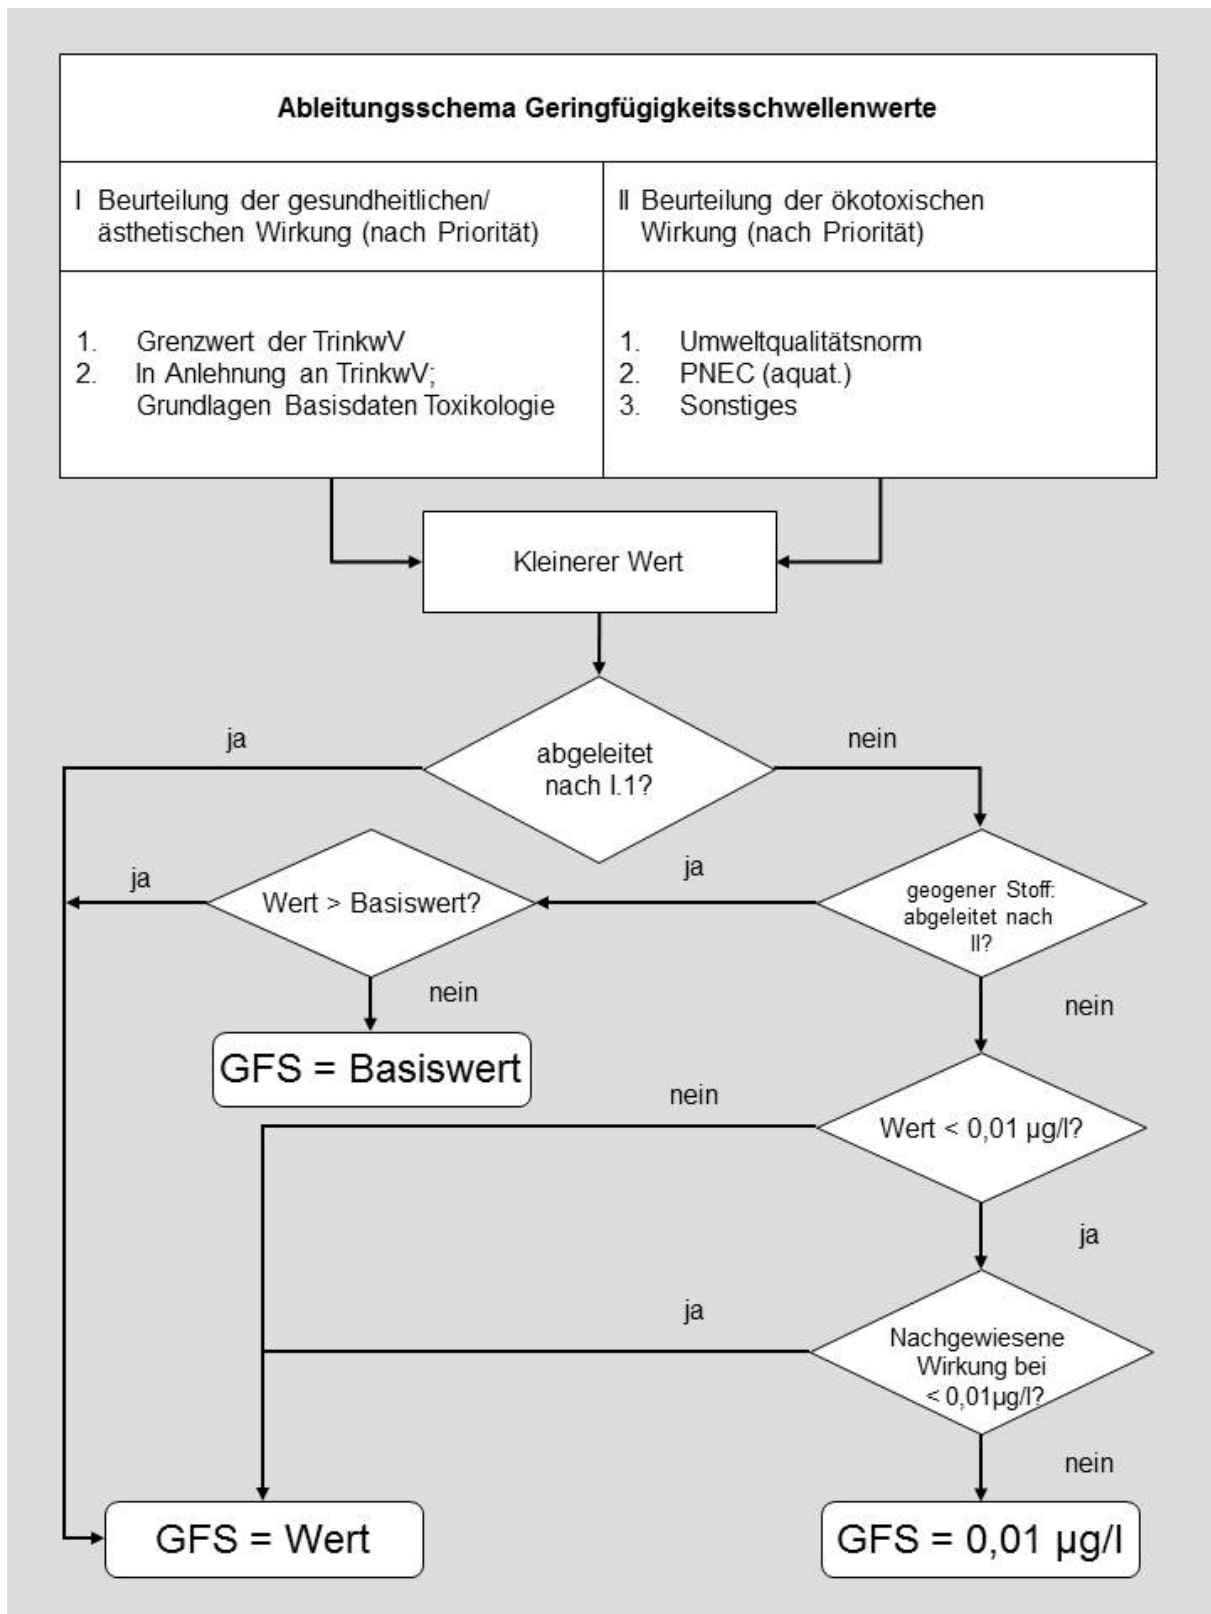 Ableitungsschema Geringfügigkeitsschwellenwerte
I Beurteilung der gesundheitlichen/
ästhetischen Wirkung (nach Priorität)
II Beurteilung der ökotoxischen
Wirkung (nach Priorität)
1. Grenzwert der TrinkwV
2. In Anlehnung an TrinkwV;
Grundlagen Basisdaten Toxikologie
1. Umweltqualitätsnorm
2. PNEC (aquat.)
3. Sonstiges
Kleinerer Wert
abgeleitet
nach I.1?
ja
nein
geogener Stoff:
abgeleitet nach
II?
ja
Wert > Basiswert?
ja
nein
GFS = Basiswert
nein
Wert < 0,01 µg/l?
nein
ja
Nachgewiesene
Wirkung bei
< 0,01µg/l?
ja
nein
GFS = Wert
GFS = 0,01 µg/l